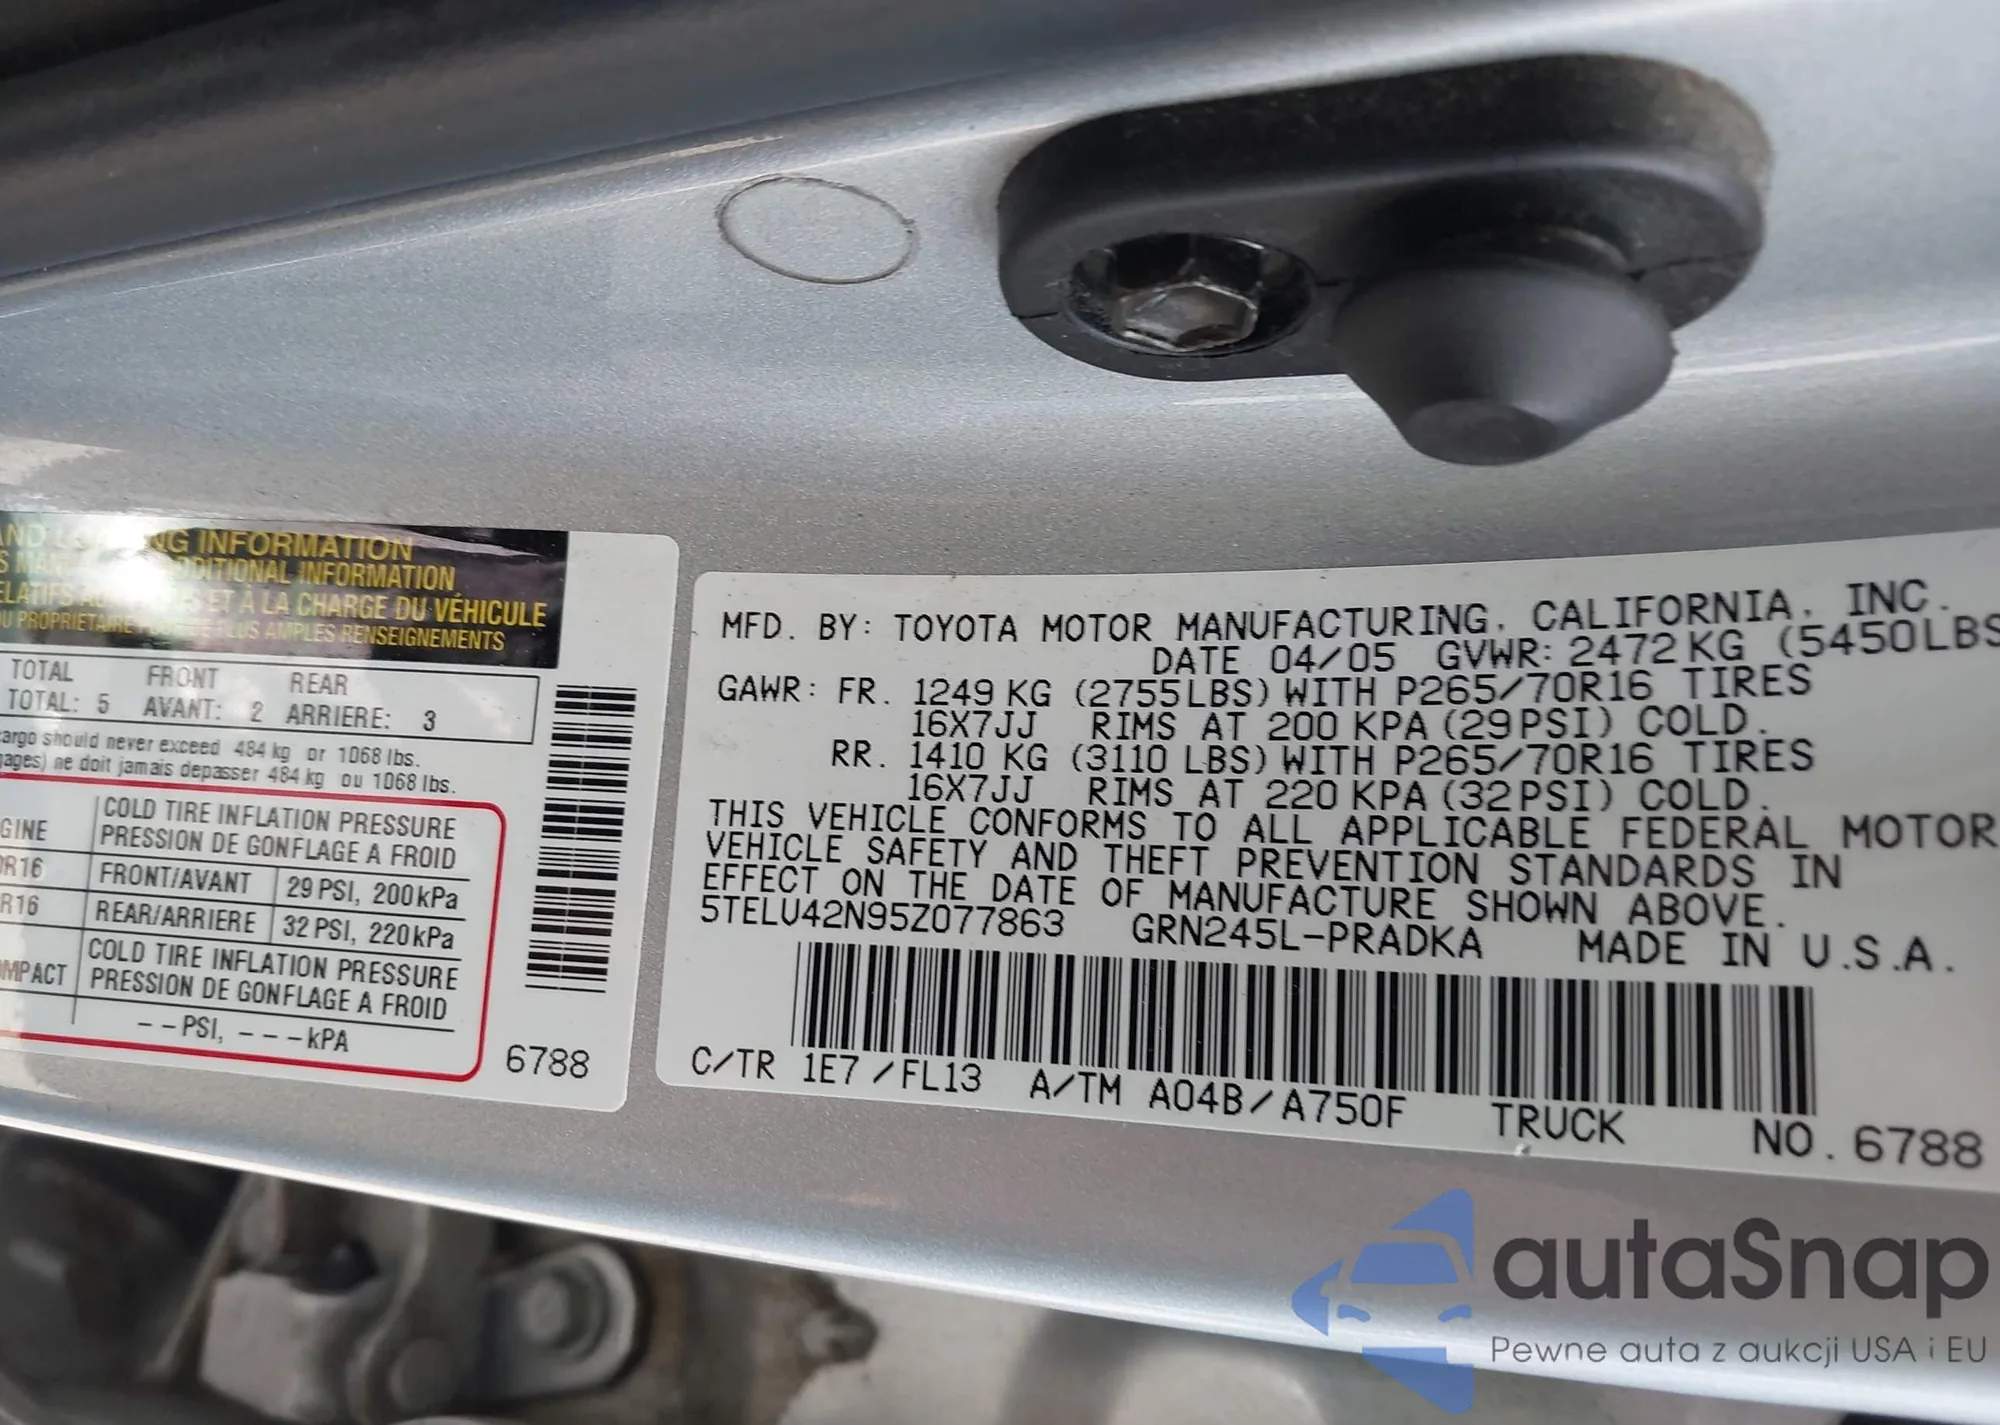 NG INFORMATION
DITIONAL INFORMATION
ET À LA CHARGE DU VÉHICULE
PLUS AMPLES RENSEIGNEMENTS
TOTAL FRONT REAR
TOTAL: 5 AVANT: 2 ARRIERE: 3
cargo should never exceed 484 kg or 1068 lbs.
gages) ne doit jamais depasser 484 kg ou 1068 lbs.
GINE COLD TIRE INFLATION PRESSURE
PRESSION DE GONFLAGE A FROID
R16 FRONT/AVANT 29 PSI, 200kPa
R16 REAR/ARRIERE 32 PSI, 220kPa
MPACT COLD TIRE INFLATION PRESSURE
PRESSION DE GONFLAGE A FROID
--PSI, ---kPA
6788
MFD. BY: TOYOTA MOTOR MANUFACTURING, CALIFORNIA, INC.
DATE 04/05 GVWR: 2472 KG (5450LBS
GAWR: FR. 1249 KG (2755LBS) WITH P265/70R16 TIRES
16X7JJ RIMS AT 200 KPA (29PSI) COLD.
RR. 1410 KG (3110 LBS) WITH P265/70R16 TIRES
16X7JJ RIMS AT 220 KPA (32PSI) COLD.
THIS VEHICLE CONFORMS TO ALL APPLICABLE FEDERAL MOTOR
VEHICLE SAFETY AND THEFT PREVENTION STANDARDS IN
EFFECT ON THE DATE OF MANUFACTURE SHOWN ABOVE.
5TELU42N95Z077863 GRN245L-PRADKA MADE IN U.S.A.
C/TR 1E7/FL13 A/TM A04B/A750F TRUCK NO. 6788
autaSnap
Pewne auta z aukcji USA i EU